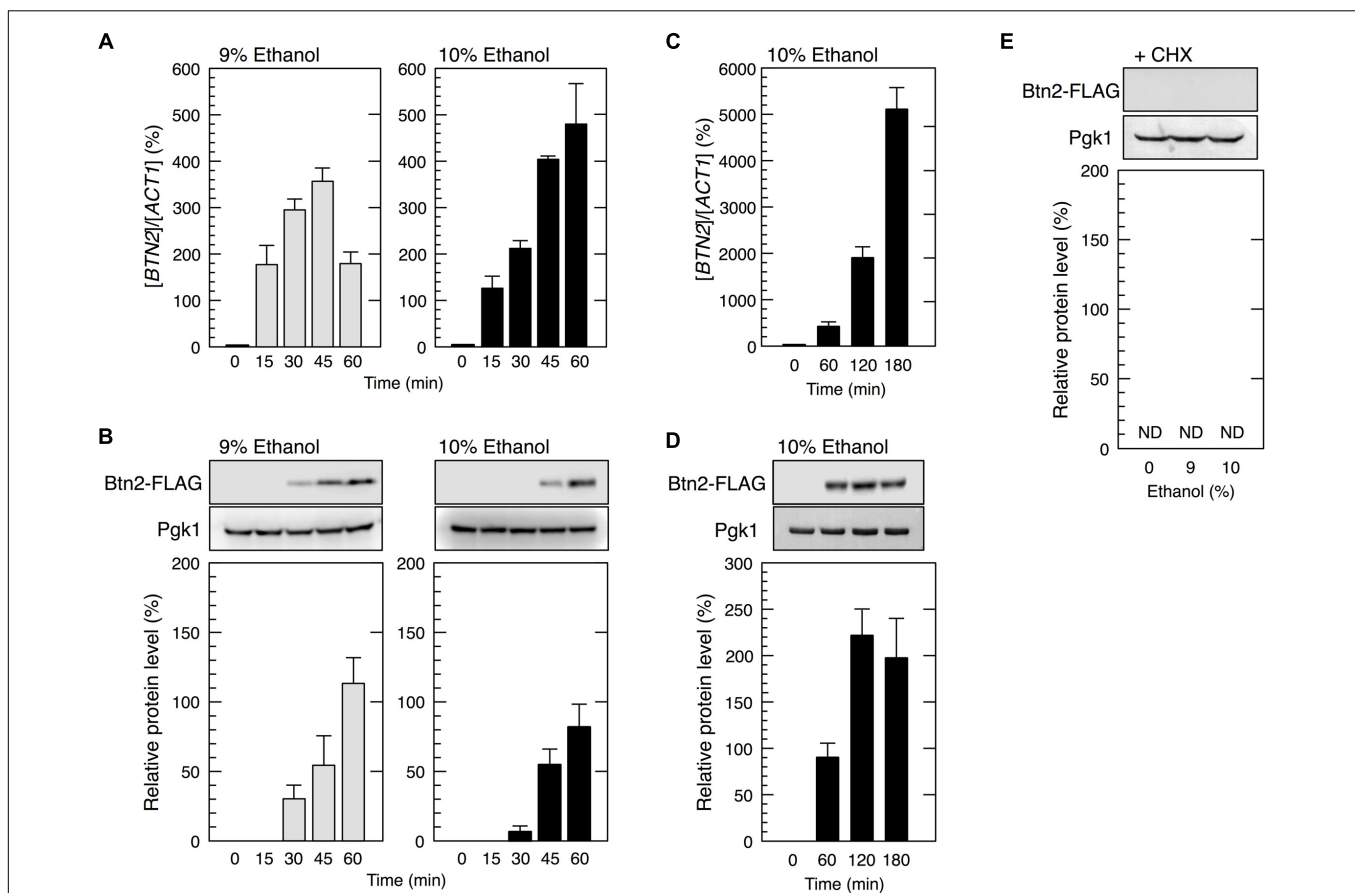 A
9% Ethanol
10% Ethanol
[BTN2]/[ACT1] (%)
600
500
400
300
200
100
0
0 15 30 45 60
600
500
400
300
200
100
0
0 15 30 45 60
Time (min)
B
9% Ethanol
10% Ethanol
Btn2-FLAG
Pgk1
Relative protein level (%)
200
150
100
50
0
0 15 30 45 60
200
150
100
50
0
0 15 30 45 60
Time (min)
C
10% Ethanol
[BTN2]/[ACT1] (%)
6000
5000
4000
3000
2000
1000
0
0 60 120 180
Time (min)
D
10% Ethanol
Btn2-FLAG
Pgk1
Relative protein level (%)
300
250
200
150
100
50
0
0 60 120 180
Time (min)
E
+ CHX
Btn2-FLAG
Pgk1
Relative protein level (%)
200
150
100
50
0
ND ND ND
0 9 10
Ethanol (%)